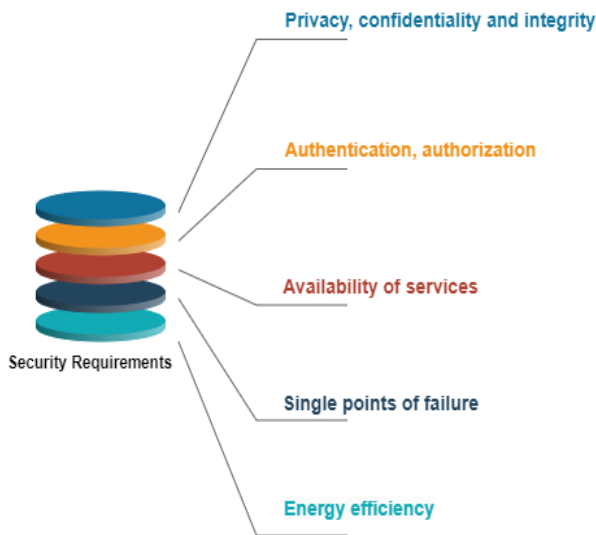 Privacy, confidentiality and integrity
Authentication, authorization
Availability of services
Security Requirements
Single points of failure
Energy efficiency